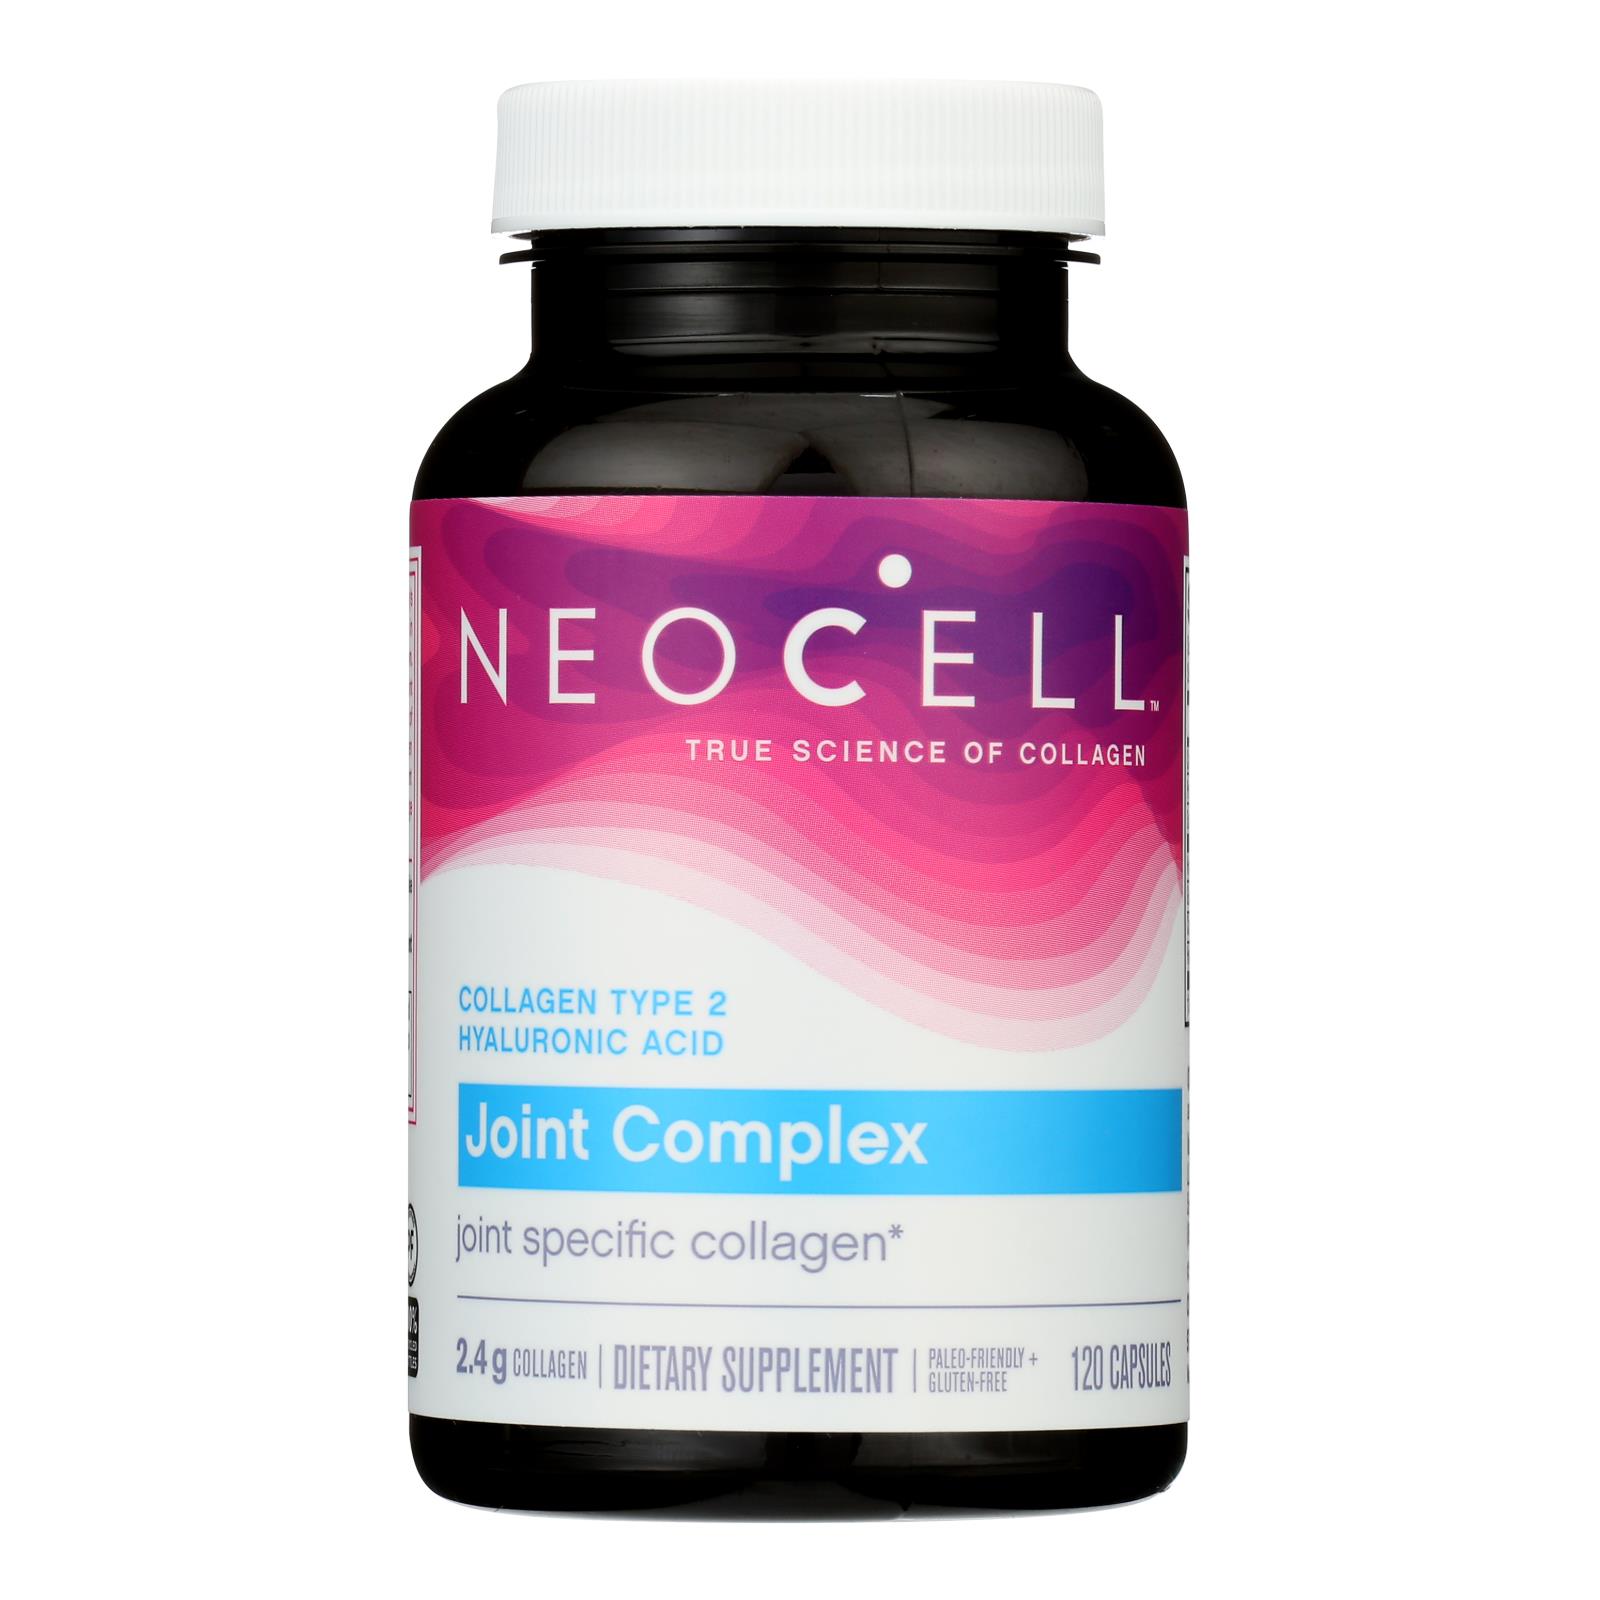 NEOCELL™
TRUE SCIENCE OF COLLAGEN
COLLAGEN TYPE 2
HYALURONIC ACID
Joint Complex
joint specific collagen*
2.4 g COLLAGEN | DIETARY SUPPLEMENT | PALEO-FRIENDLY + GLUTEN-FREE 120 CAPSULES